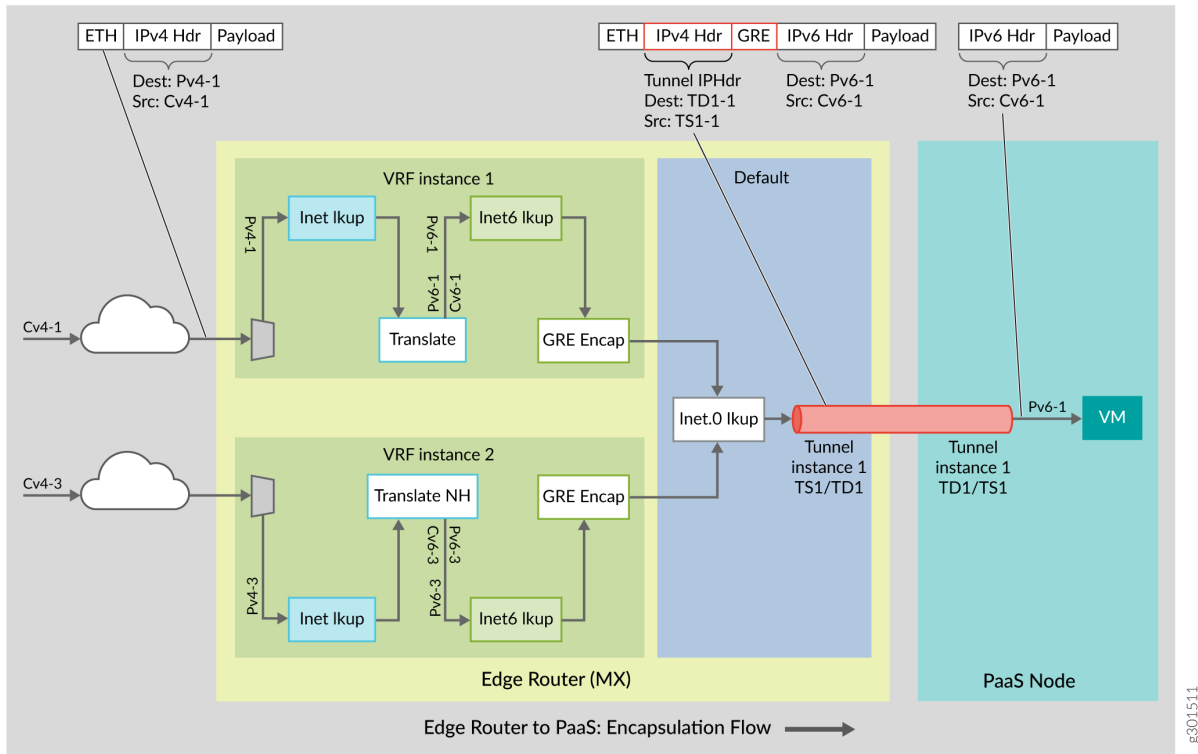 ETH IPv4 Hdr Payload
Dest: Pv4-1
Src: Cv4-1
ETH IPv4 Hdr GRE IPv6 Hdr Payload
Tunnel IPHdr
Dest: TD1-1
Src: TS1-1
Dest: Pv6-1
Src: Cv6-1
IPv6 Hdr Payload
Dest: Pv6-1
Src: Cv6-1
VRF instance 1
Default
Pv4-1
Inet lkup
Pv6-1
Inet6 lkup
Pv6-1
Cv6-1
Cv4-1
Translate
GRE Encap
Inet.0 lkup
Pv6-1
VM
Tunnel
instance 1
TS1/TD1
Tunnel
instance 1
TD1/TS1
VRF instance 2
Cv4-3
Translate NH
GRE Encap
Cv6-3
Pv6-3
Pv4-3
Pv6-3
Inet lkup
Inet6 lkup
Edge Router (MX)
PaaS Node
Edge Router to PaaS: Encapsulation Flow
g301511